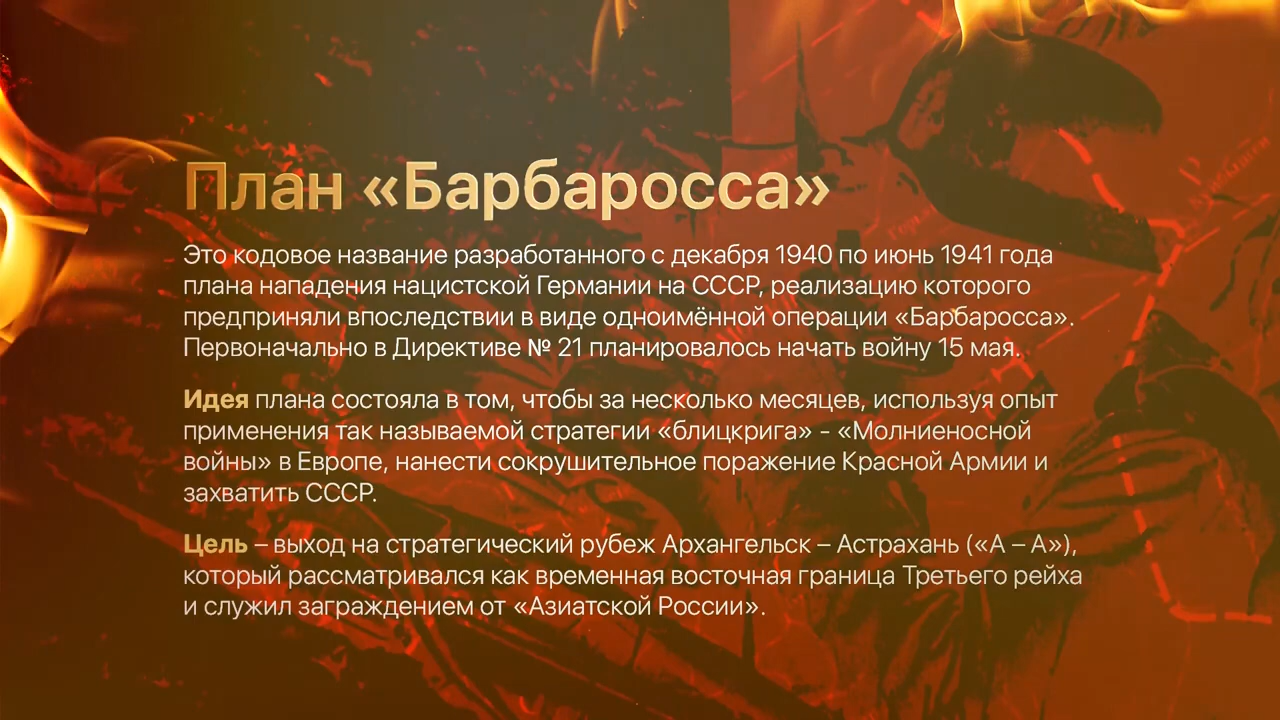 План «Барбаросса»
Это кодовое название разработанного с декабря 1940 по июнь 1941 года
плана нападения нацистской Германии на СССР, реализацию которого
предприняли впоследствии в виде одноимённой операции «Барбаросса».
Первоначально в Директиве № 21 планировалось начать войну 15 мая.
Идея плана состояла в том, чтобы за несколько месяцев, используя опыт
применения так называемой стратегии «блицкрига» - «Молниеносной
войны» в Европе, нанести сокрушительное поражение Красной Армии и
захватить СССР.
Цель – выход на стратегический рубеж Архангельск – Астрахань («А – А»),
который рассматривался как временная восточная граница Третьего рейха
и служил заграждением от «Азиатской России».